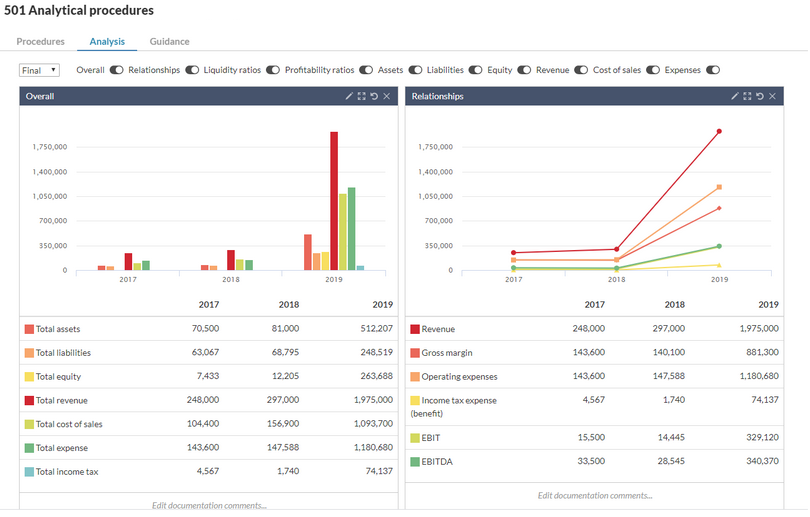 501 Analytical procedures
Procedures Analysis Guidance
Final Overall Relationships Liquidity ratios Profitability ratios Assets Liabilities Equity Revenue Cost of sales Expenses
Overall
1,750,000
1,400,000
1,050,000
700,000
350,000
0
2017 2018 2019
2017 2018 2019
Total assets 70,500 81,000 512,207
Total liabilities 63,067 68,795 248,519
Total equity 7,433 12,205 263,688
Total revenue 248,000 297,000 1,975,000
Total cost of sales 104,400 156,900 1,093,700
Total expense 143,600 147,588 1,180,680
Total income tax 4,567 1,740 74,137
Edit documentation comments...
Relationships
1,750,000
1,400,000
1,050,000
700,000
350,000
0
2017 2018 2019
2017 2018 2019
Revenue 248,000 297,000 1,975,000
Gross margin 143,600 140,100 881,300
Operating expenses 143,600 147,588 1,180,680
Income tax expense 4,567 1,740 74,137
(benefit)
EBIT 15,500 14,445 329,120
EBITDA 33,500 28,545 340,370
Edit documentation comments...